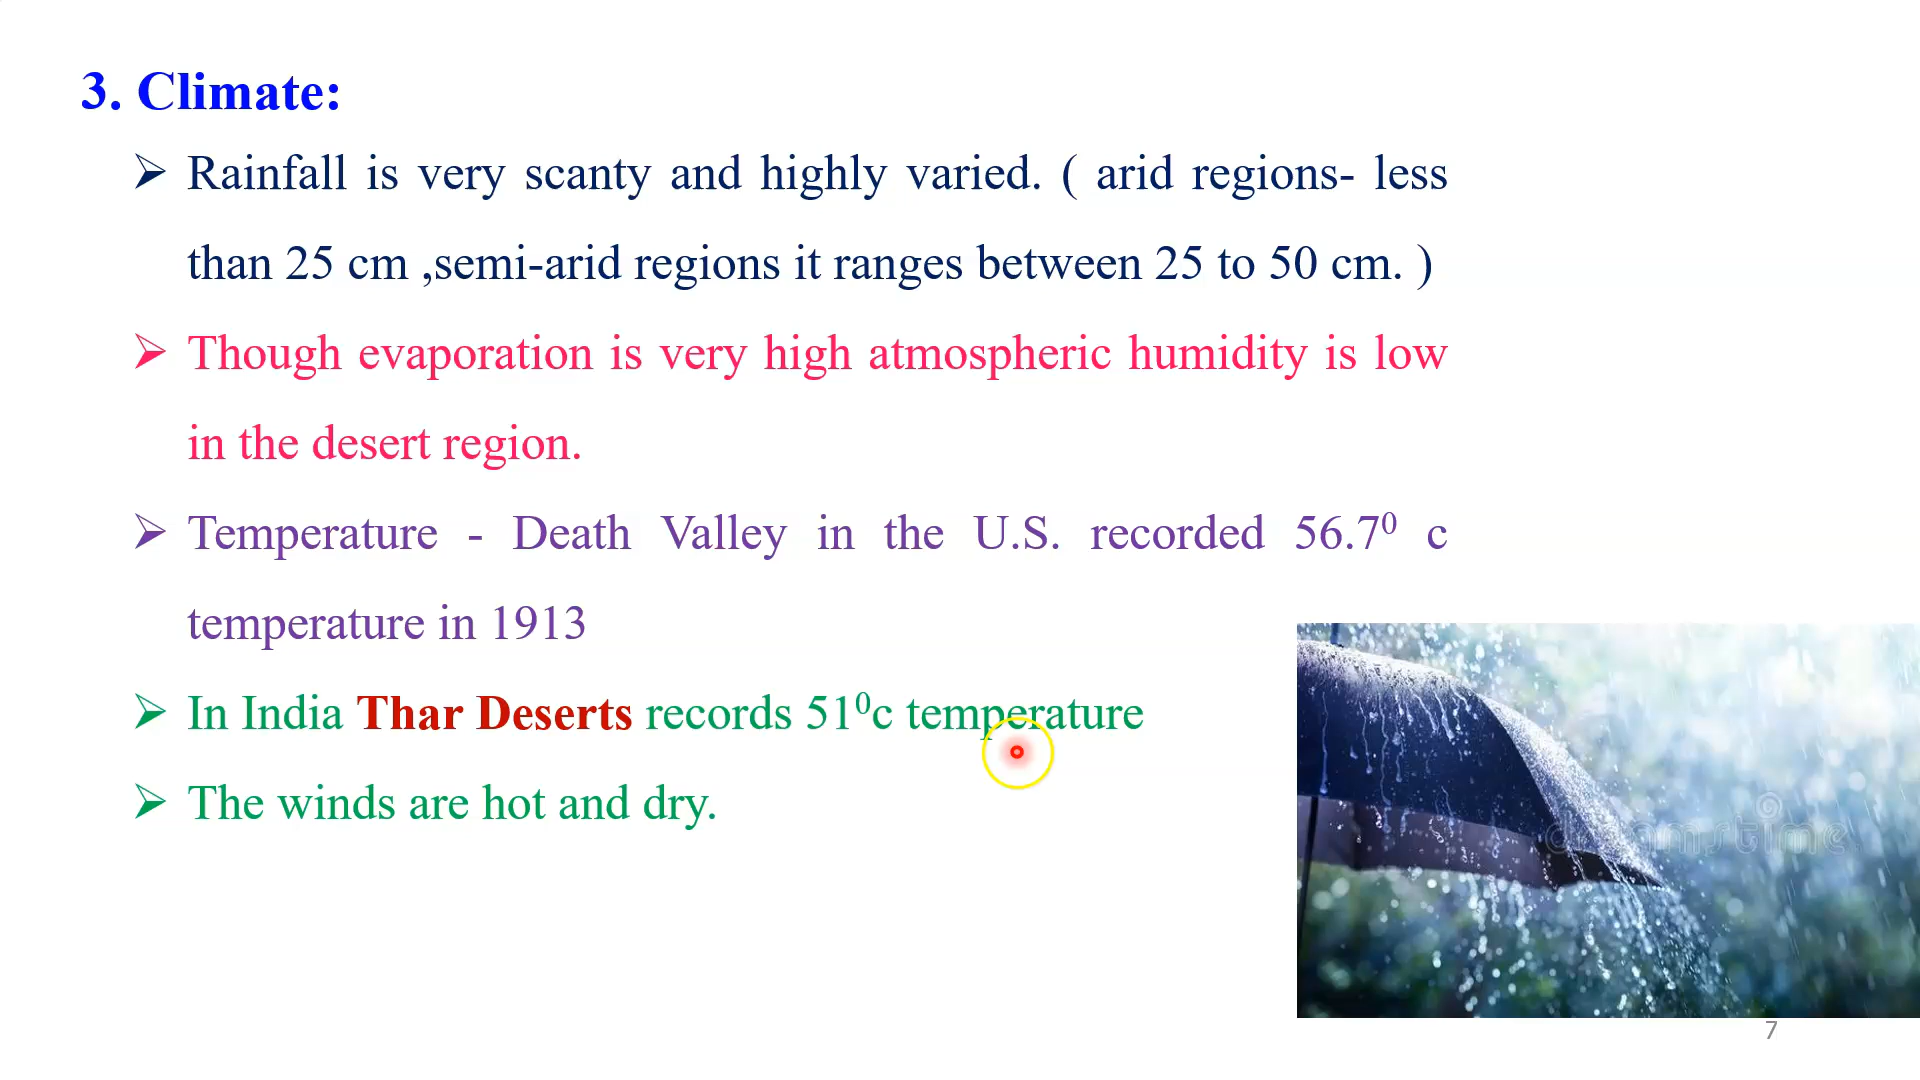 3. Climate:
➢ Rainfall is very scanty and highly varied. ( arid regions- less
than 25 cm ,semi-arid regions it ranges between 25 to 50 cm. )
➢ Though evaporation is very high atmospheric humidity is low
in the desert region.
➢ Temperature - Death Valley in the U.S. recorded 56.7⁰ c
temperature in 1913
➢ In India Thar Deserts records 51⁰c temperature
➢ The winds are hot and dry.
dreamstime
7